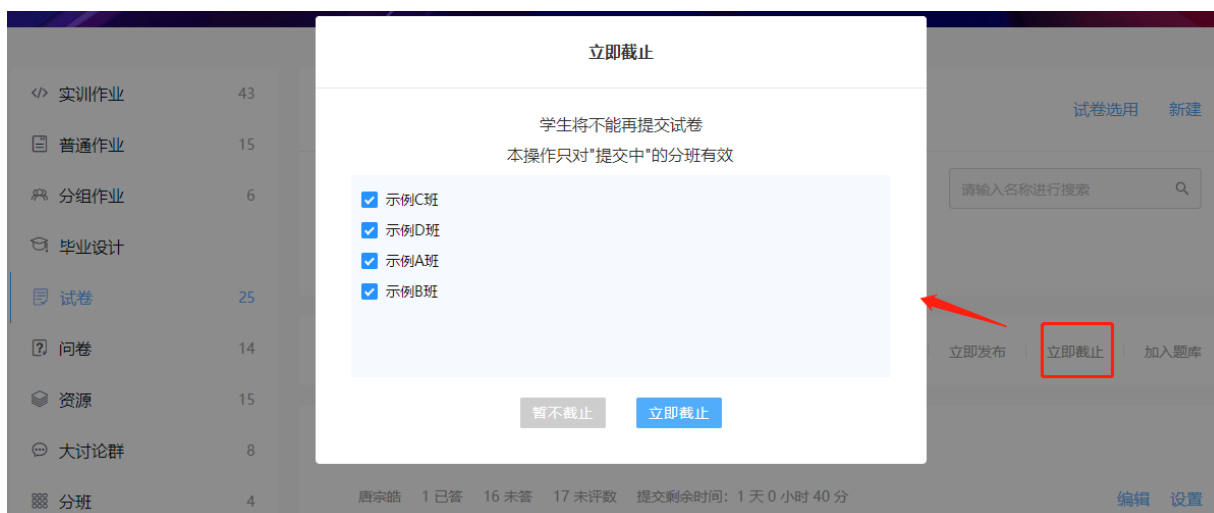 立即截止
学生将不能再提交试卷
本操作只对"提交中"的分班有效
示例C班
示例D班
示例A班
示例B班
暂不截止 立即截止
实训作业 43
普通作业 15
分组作业 6
毕业设计
试卷 25
问卷 14
资源 15
大讨论群 8
分班 4
试卷选用 新建
请输入名称进行搜索
立即发布 立即截止 加入题库
唐宗皓 1 已答 16 未答 17 未评数 提交剩余时间：1 天 0 小时 40 分
编辑 设置